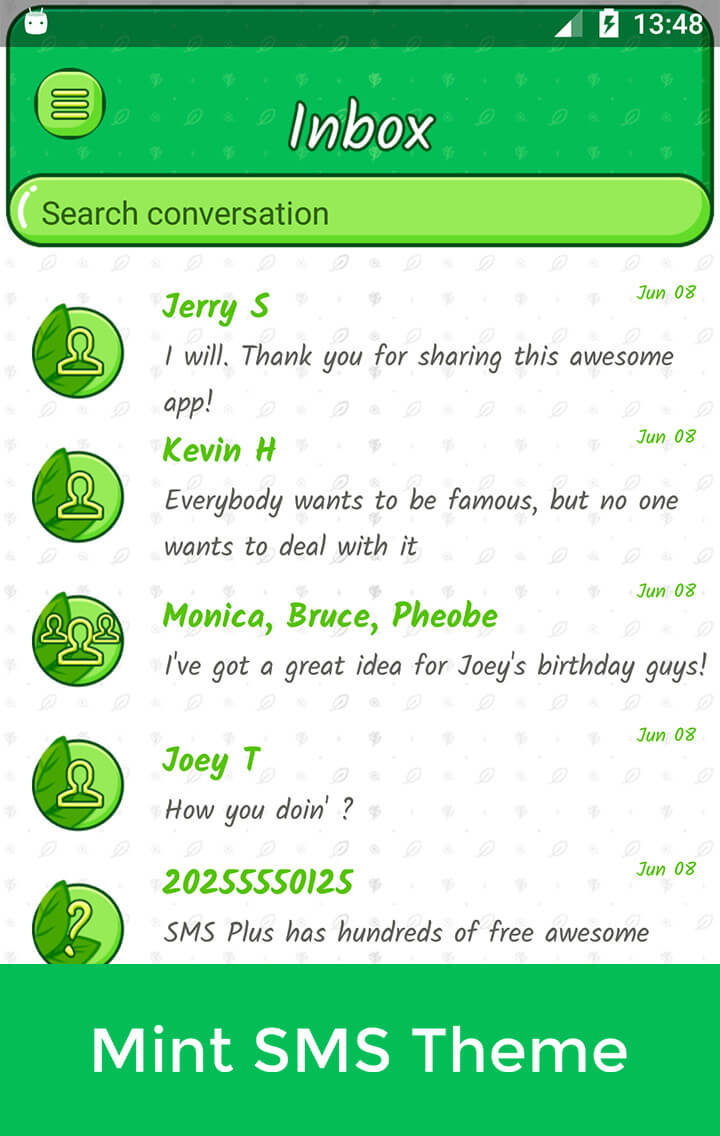 13:48
Inbox
Search conversation
Jerry S
Jun 08
I will. Thank you for sharing this awesome
app!
Kevin H
Jun 08
Everybody wants to be famous, but no one
wants to deal with it
Monica, Bruce, Pheobe
Jun 08
I've got a great idea for Joey's birthday guys!
Joey T
Jun 08
How you doin' ?
20255550125
Jun 08
SMS Plus has hundreds of free awesome
Mint SMS Theme